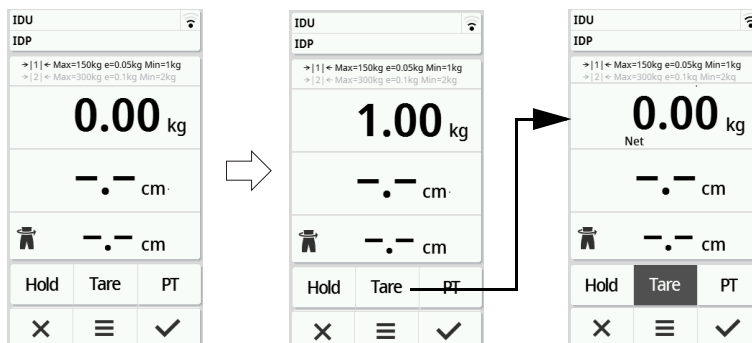 IDU
IDP
→|1|← Max=150kg e=0.05kg Min=1kg
→|2|← Max=300kg e=0.1kg Min=2kg
0.00 kg
–.– cm
–.– cm
Hold Tare PT
IDU
IDP
→|1|← Max=150kg e=0.05kg Min=1kg
→|2|← Max=300kg e=0.1kg Min=2kg
1.00 kg
–.– cm
–.– cm
Hold Tare PT
IDU
IDP
→|1|← Max=150kg e=0.05kg Min=1kg
→|2|← Max=300kg e=0.1kg Min=2kg
0.00 kg
Net
–.– cm
–.– cm
Hold Tare PT